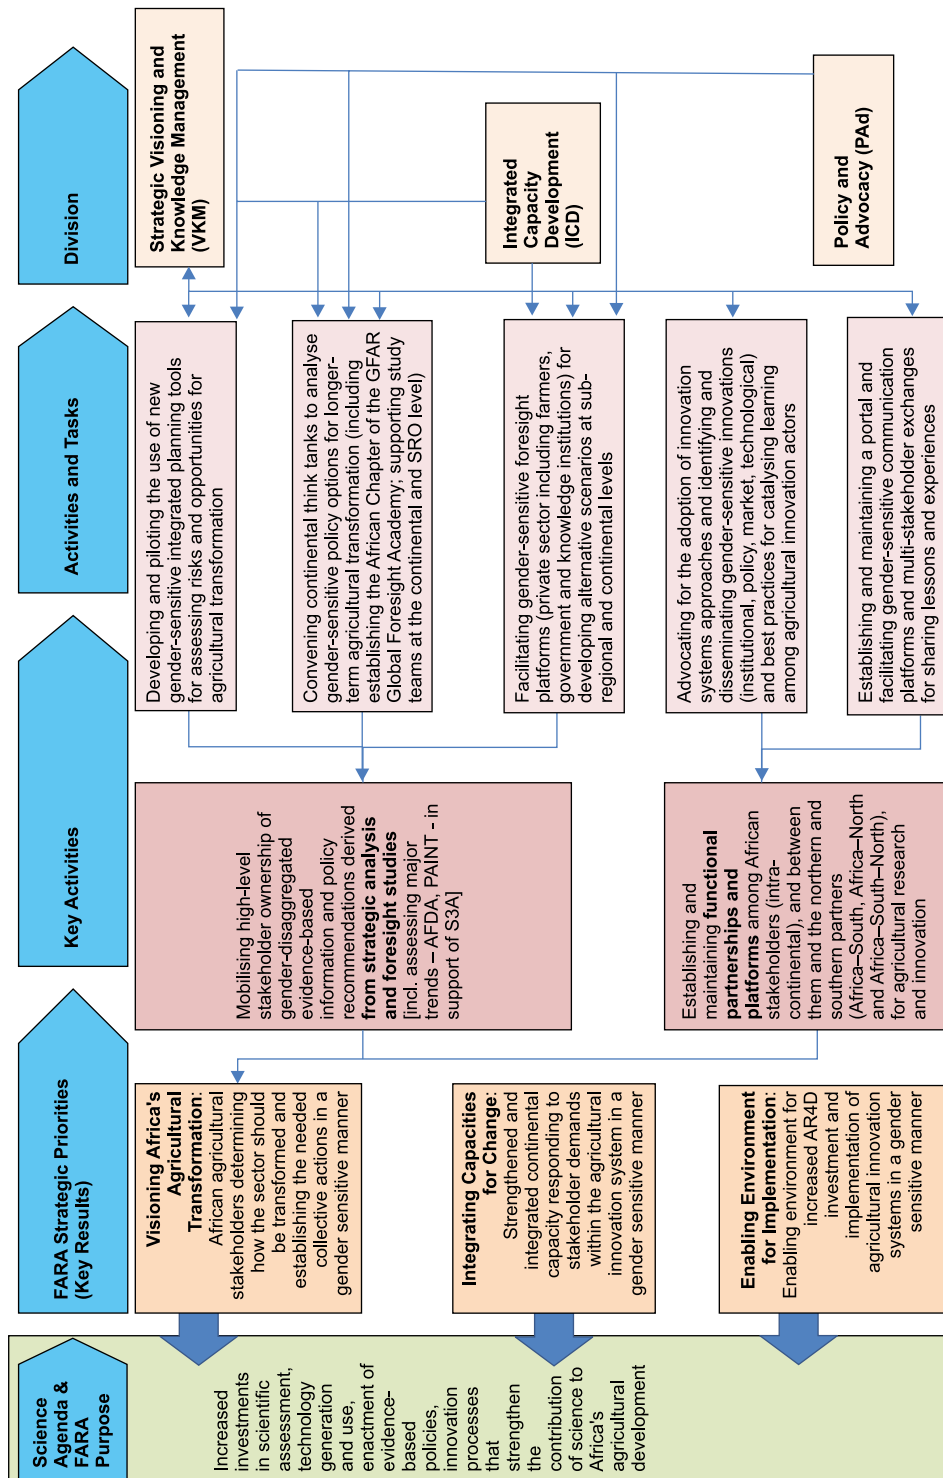 Science
Agenda &
FARA
Purpose
FARA Strategic Priorities
(Key Results)
Key Activities
Activities and Tasks
Division
Increased
investments
in scientific
assessment,
technology
generation
and use,
enactment of
evidence-
based
policies,
innovation
processes
that
strengthen
the
contribution
of science to
Africa's
agricultural
development
Visioning Africa's
Agricultural
Transformation:
African agricultural
stakeholders determining
how the sector should
be transformed and
establishing the needed
collective actions in a
gender sensitive manner
Integrating Capacities
for Change:
Strengthened and
integrated continental
capacity responding to
stakeholder demands
within the agricultural
innovation system in a
gender sensitive manner
Enabling Environment
for Implementation:
Enabling environment for
increased AR4D
investment and
implementation of
agricultural innovation
systems in a gender
sensitive manner
Mobilising high-level
stakeholder ownership of
gender-disaggregated
evidence-based
information and policy
recommendations derived
from strategic analysis
and foresight studies
[incl. assessing major
trends – AFDA, PAINT - in
support of S3A]
Establishing and
maintaining functional
partnerships and
platforms among African
stakeholders (intra-
continental), and between
them and the northern and
southern partners
(Africa–South, Africa–North
and Africa–South–North),
for agricultural research
and innovation
Developing and piloting the use of new
gender-sensitive integrated planning tools
for assessing risks and opportunities for
agricultural transformation
Convening continental think tanks to analyse
gender-sensitive policy options for longer-
term agricultural transformation (including
establishing the African Chapter of the GFAR
Global Foresight Academy; supporting study
teams at the continental and SRO level)
Facilitating gender-sensitive foresight
platforms (private sector including farmers,
government and knowledge institutions) for
developing alternative scenarios at sub-
regional and continental levels
Advocating for the adoption of innovation
systems approaches and identifying and
disseminating gender-sensitive innovations
(institutional, policy, market, technological)
and best practices for catalysing learning
among agricultural innovation actors
Establishing and maintaining a portal and
facilitating gender-sensitive communication
platforms and multi-stakeholder exchanges
for sharing lessons and experiences
Strategic Visioning and
Knowledge Management
(VKM)
Integrated
Capacity
Development
(ICD)
Policy and
Advocacy (PAd)